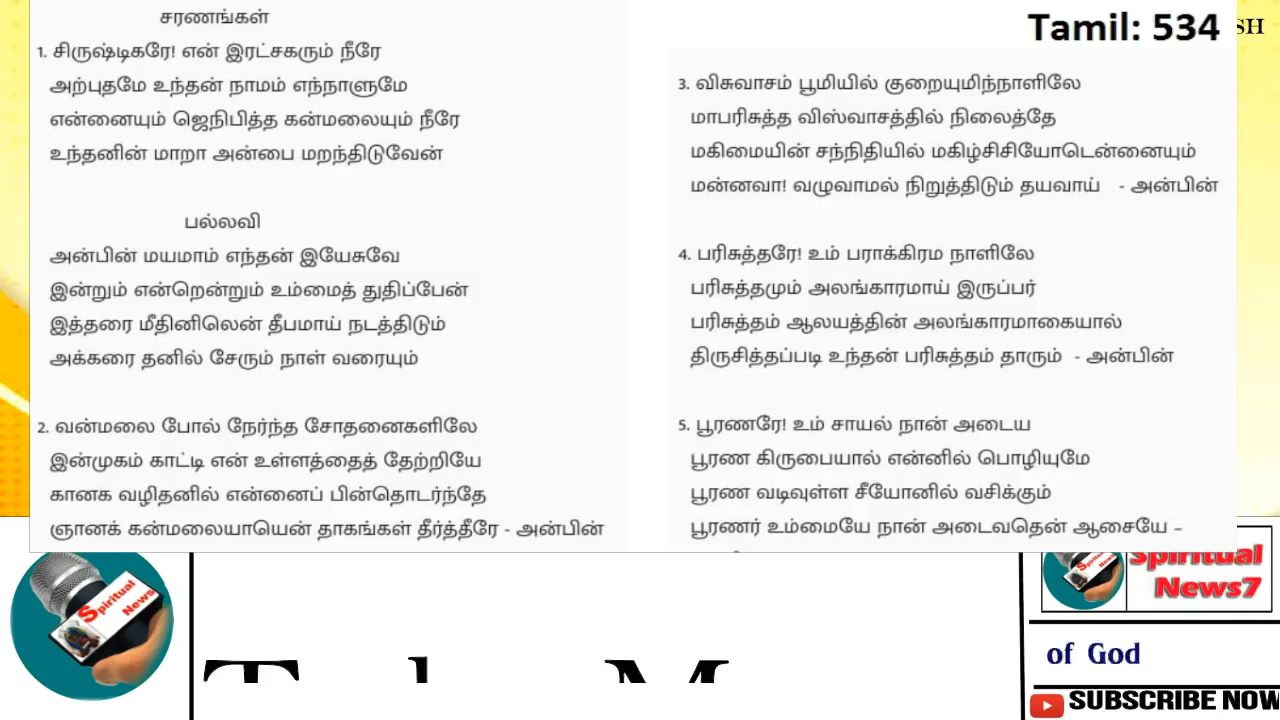 சரணங்கள்
1. சிருஷ்டிகரே! என் இரட்சகரும் நீரே
அற்புதமே உந்தன் நாமம் எந்நாளுமே
என்னையும் ஜெநிபித்த கன்மலையும் நீரே
உந்தனின் மாறா அன்பை மறந்திடுவேன்
பல்லவி
அன்பின் மயமாம் எந்தன் இயேசுவே
இன்றும் என்றென்றும் உம்மைத் துதிப்பேன்
இத்தரை மீதினிலென் தீபமாய் நடத்திடும்
அக்கரை தனில் சேரும் நாள் வரையும்
2. வன்மலை போல் நேர்ந்த சோதனைகளிலே
இன்முகம் காட்டி என் உள்ளத்தைத் தேற்றியே
கானக வழிதனில் என்னைப் பின்தொடர்ந்தே
ஞானக் கன்மலையாயென் தாகங்கள் தீர்த்தீரே - அன்பின்
Tamil: 534
SH
3. விசுவாசம் பூமியில் குறையுமிந்நாளிலே
மாபரிசுத்த விஸ்வாசத்தில் நிலைத்தே
மகிமையின் சந்நிதியில் மகிழ்சிசியோடென்னையும்
மன்னவா! வழுவாமல் நிறுத்திடும் தயவாய் - அன்பின்
4. பரிசுத்தரே! உம் பராக்கிரம நாளிலே
பரிசுத்தமும் அலங்காரமாய் இருப்பர்
பரிசுத்தம் ஆலயத்தின் அலங்காரமாகையால்
திருசித்தப்படி உந்தன் பரிசுத்தம் தாரும் - அன்பின்
5. பூரணரே! உம் சாயல் நான் அடைய
பூரண கிருபையால் என்னில் பொழியுமே
பூரண வடிவுள்ள சீயோனில் வசிக்கும்
பூரணர் உம்மையே நான் அடைவதென் ஆசையே –
Spiritual
News
Spiritual
News7
of God
SUBSCRIBE NOW